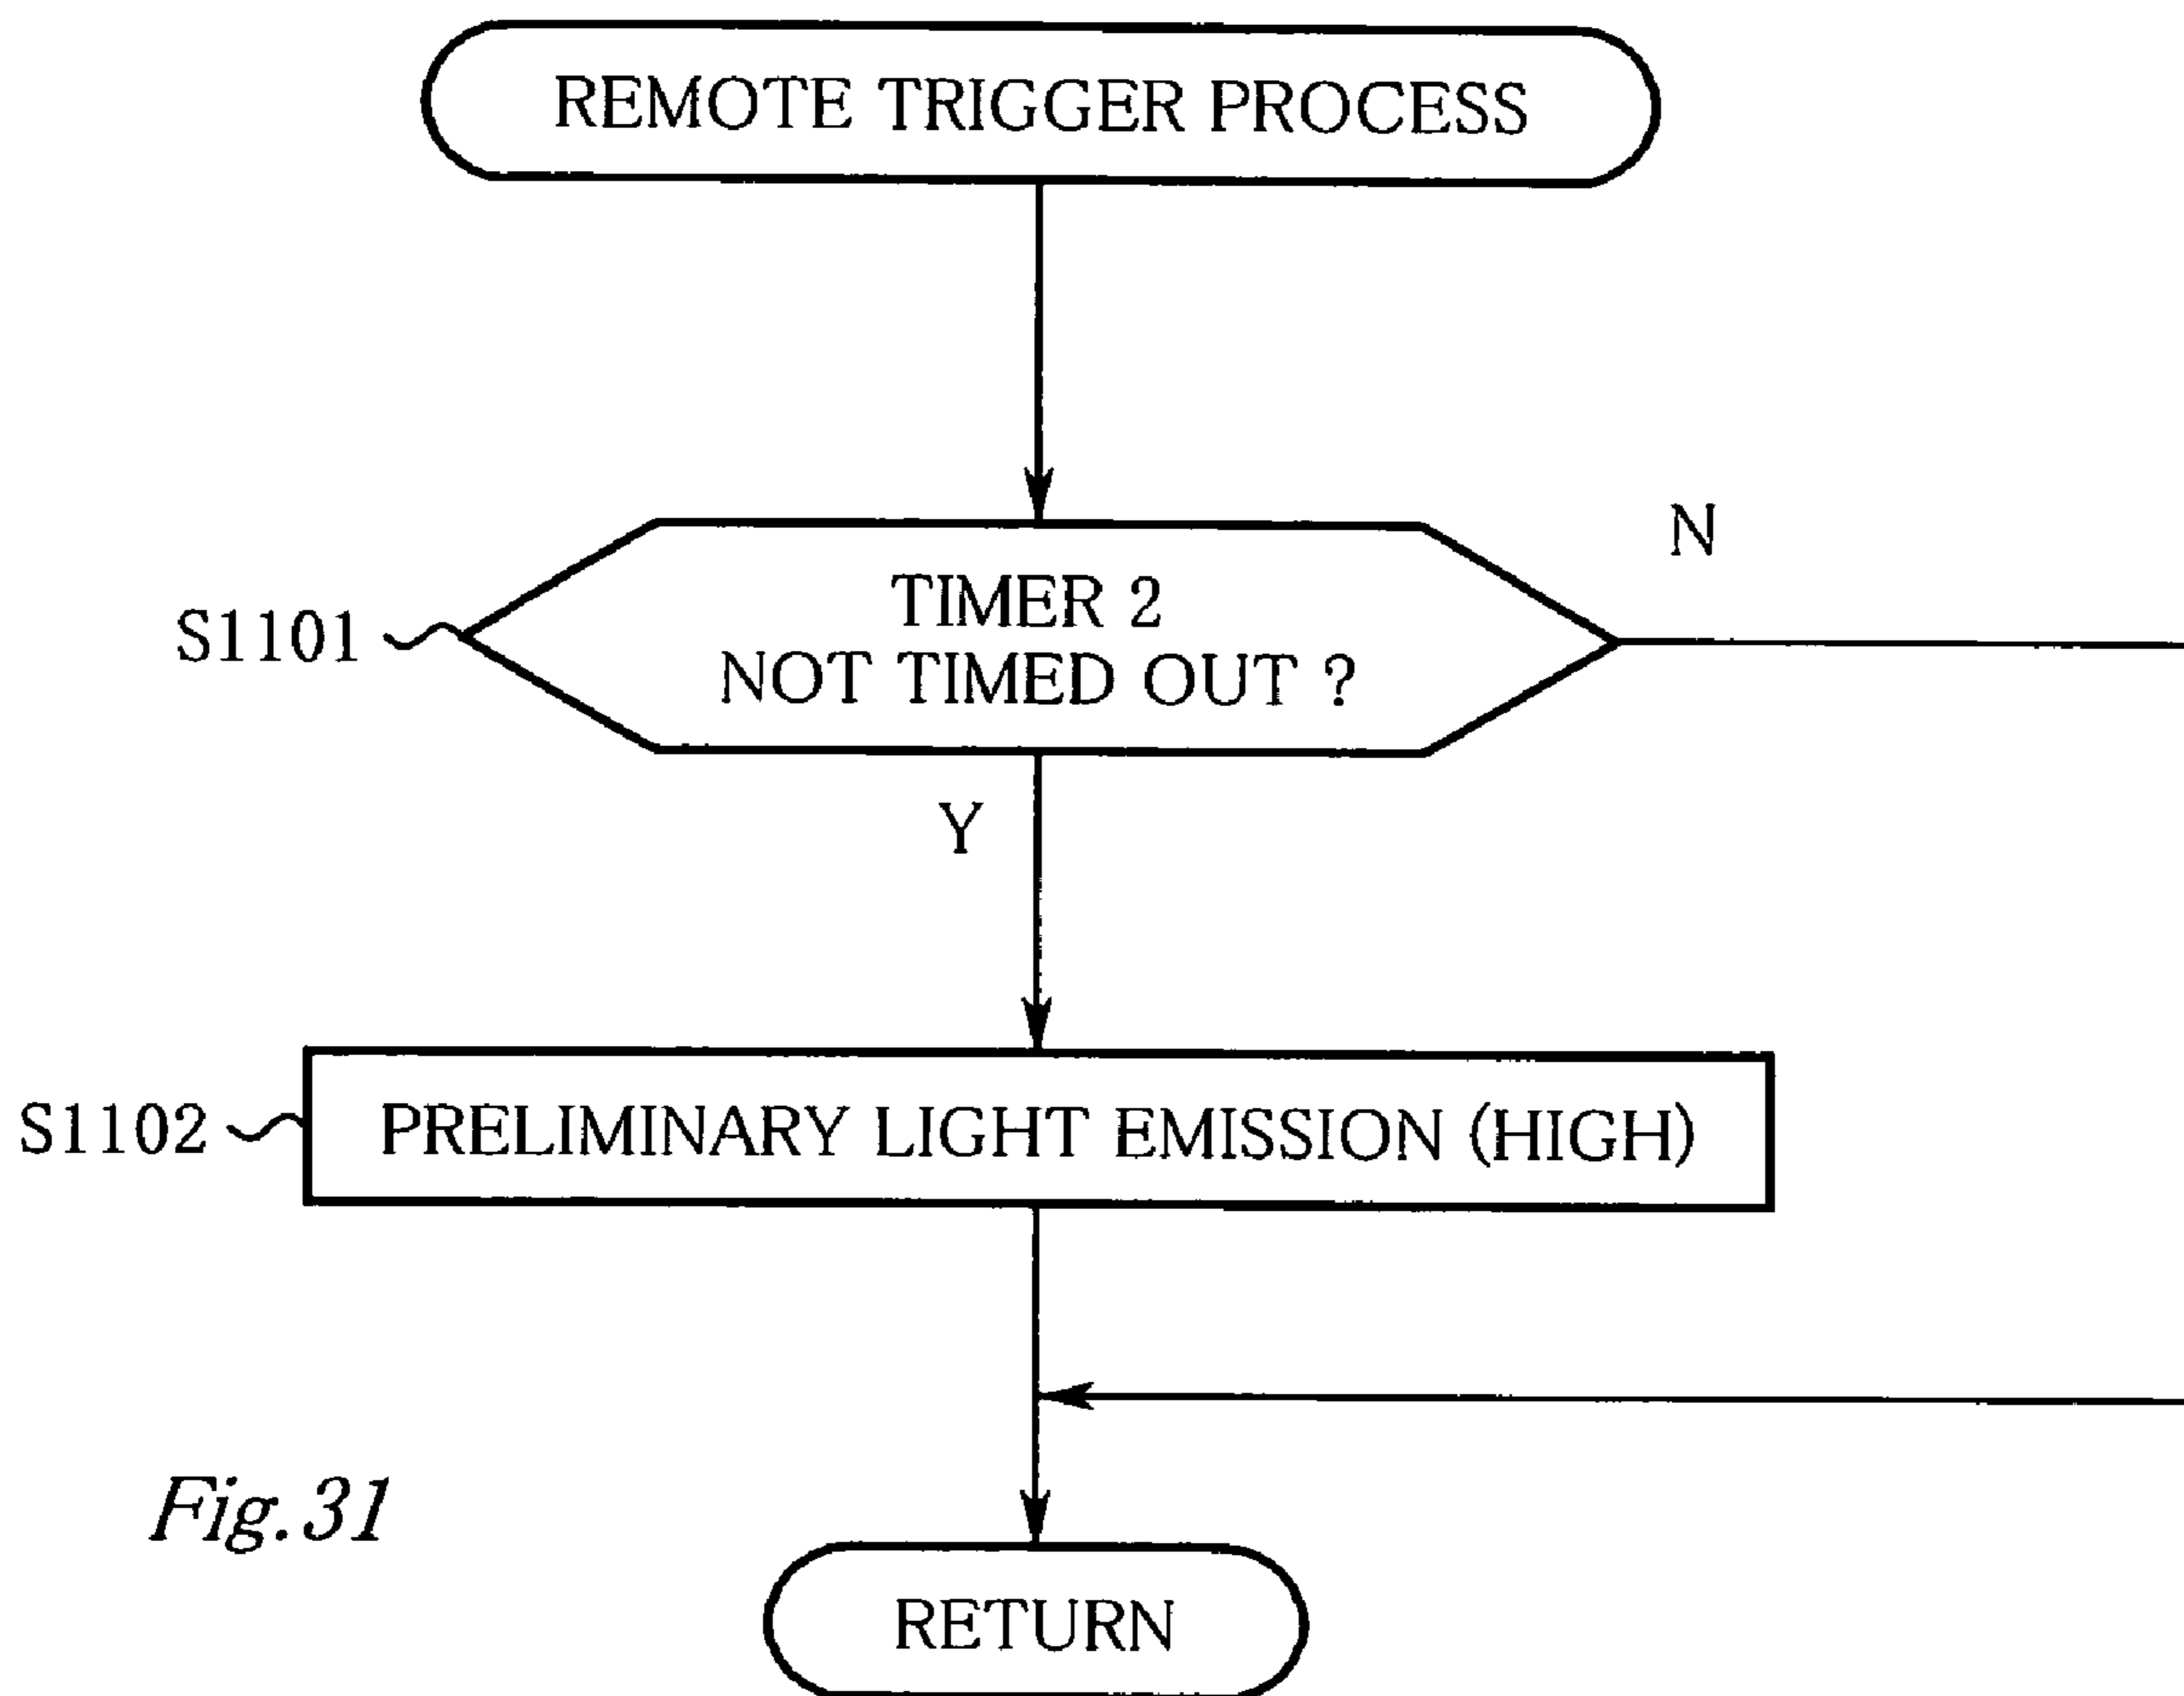 REMOTE TRIGGER PROCESS
N
S1101
TIMER 2
NOT TIMED OUT ?
Y
S1102
PRELIMINARY LIGHT EMISSION (HIGH)
Fig.31
RETURN